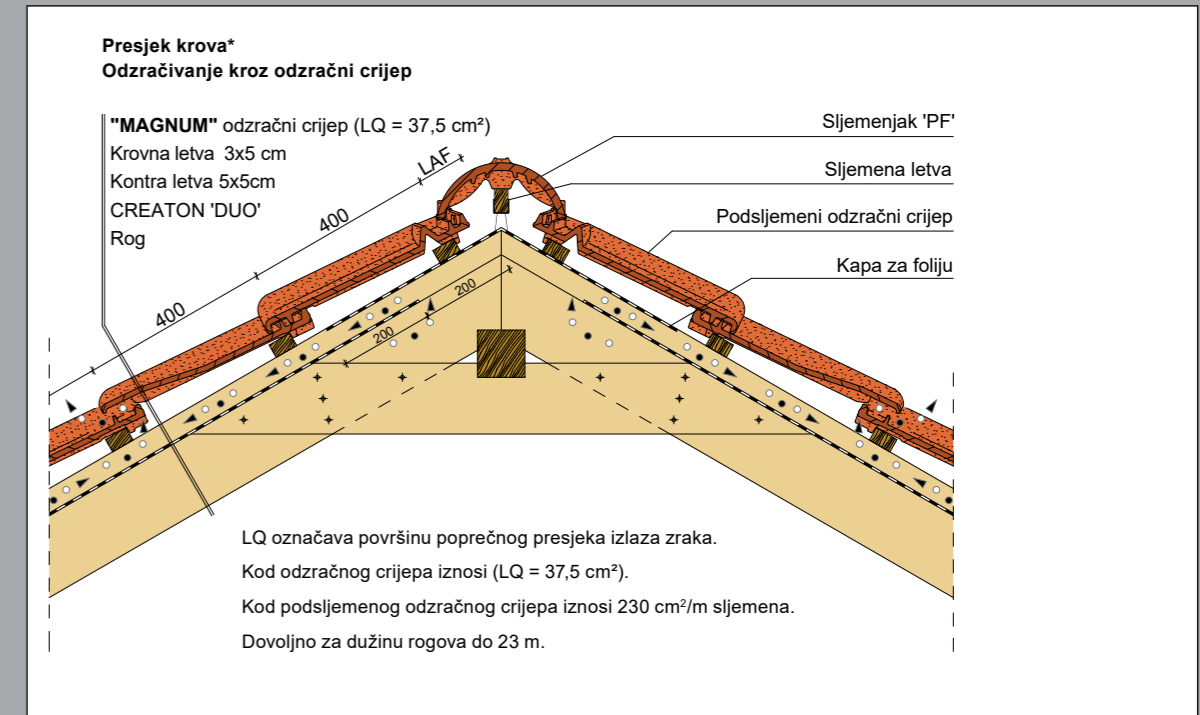 Presjek krova*
Odzračivanje kroz odzračni crijep
"MAGNUM" odzračni crijep (LQ = 37,5 cm²)
Krovna letva 3x5 cm
Kontra letva 5x5cm
CREATON 'DUO'
Rog
LAF
400
400
200
200
Sljemenjak 'PF'
Sljemena letva
Podsljemeni odzračni crijep
Kapa za foliju
LQ označava površinu poprečnog presjeka izlaza zraka.
Kod odzračnog crijepa iznosi (LQ = 37,5 cm²).
Kod podsljemenog odzračnog crijepa iznosi 230 cm²/m sljemena.
Dovoljno za dužinu rogova do 23 m.